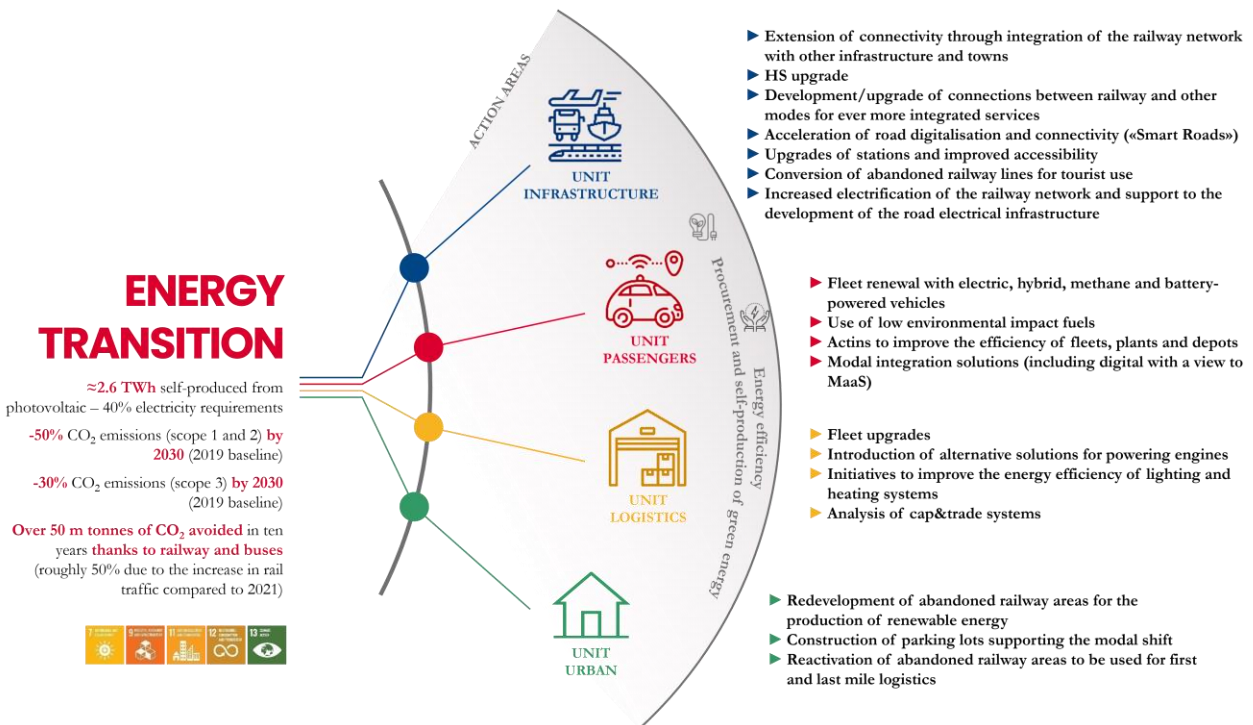 ENERGY
TRANSITION
≈2.6 TWh self-produced from
photovoltaic – 40% electricity requirements
-50% CO₂ emissions (scope 1 and 2) by
2030 (2019 baseline)
-30% CO₂ emissions (scope 3) by 2030
(2019 baseline)
Over 50 m tonnes of CO₂ avoided in ten
years thanks to railway and buses
(roughly 50% due to the increase in rail
traffic compared to 2021)
7
9
11
12
13
ACTION AREAS
UNIT
INFRASTRUCTURE
UNIT
PASSENGERS
UNIT
LOGISTICS
UNIT
URBAN
Energy efficiency
Procurement and self-production of green energy
► Extension of connectivity through integration of the railway network
with other infrastructure and towns
► HS upgrade
► Development/upgrade of connections between railway and other
modes for ever more integrated services
► Acceleration of road digitalisation and connectivity («Smart Roads»)
► Upgrades of stations and improved accessibility
► Conversion of abandoned railway lines for tourist use
► Increased electrification of the railway network and support to the
development of the road electrical infrastructure
► Fleet renewal with electric, hybrid, methane and battery-
powered vehicles
► Use of low environmental impact fuels
► Actins to improve the efficiency of fleets, plants and depots
► Modal integration solutions (including digital with a view to
MaaS)
► Fleet upgrades
► Introduction of alternative solutions for powering engines
► Initiatives to improve the energy efficiency of lighting and
heating systems
► Analysis of cap&trade systems
► Redevelopment of abandoned railway areas for the
production of renewable energy
► Construction of parking lots supporting the modal shift
► Reactivation of abandoned railway areas to be used for first
and last mile logistics